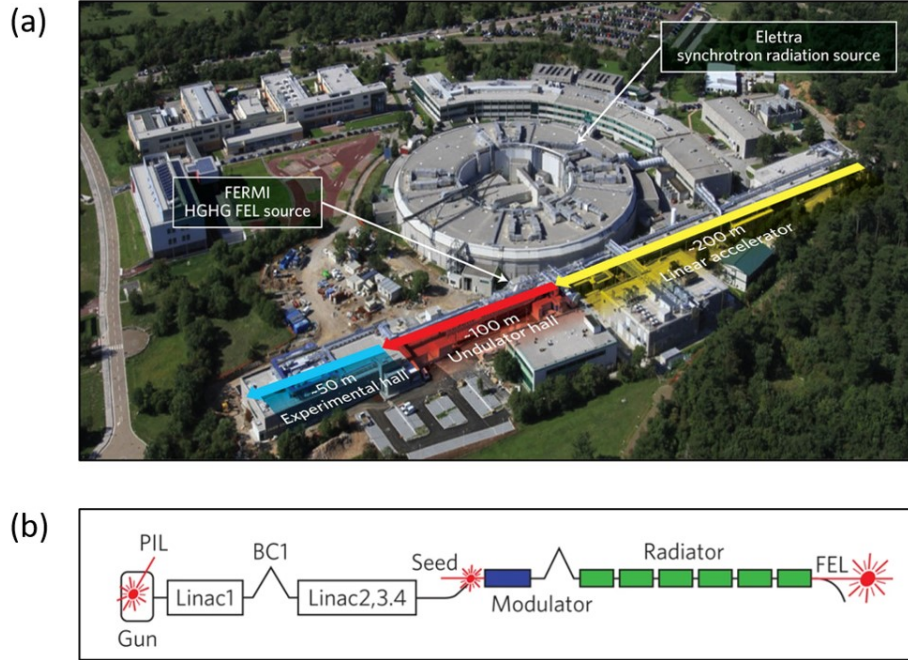 (a)
Elettra
synchrotron radiation source
FERMI
HGHG FEL source
~200 m
Linear accelerator
~100 m
Undulator hall
~50 m
Experimental hall
(b)
PIL
BC1
Seed
Radiator
FEL
Linac1
Linac2,3.4
Modulator
Gun